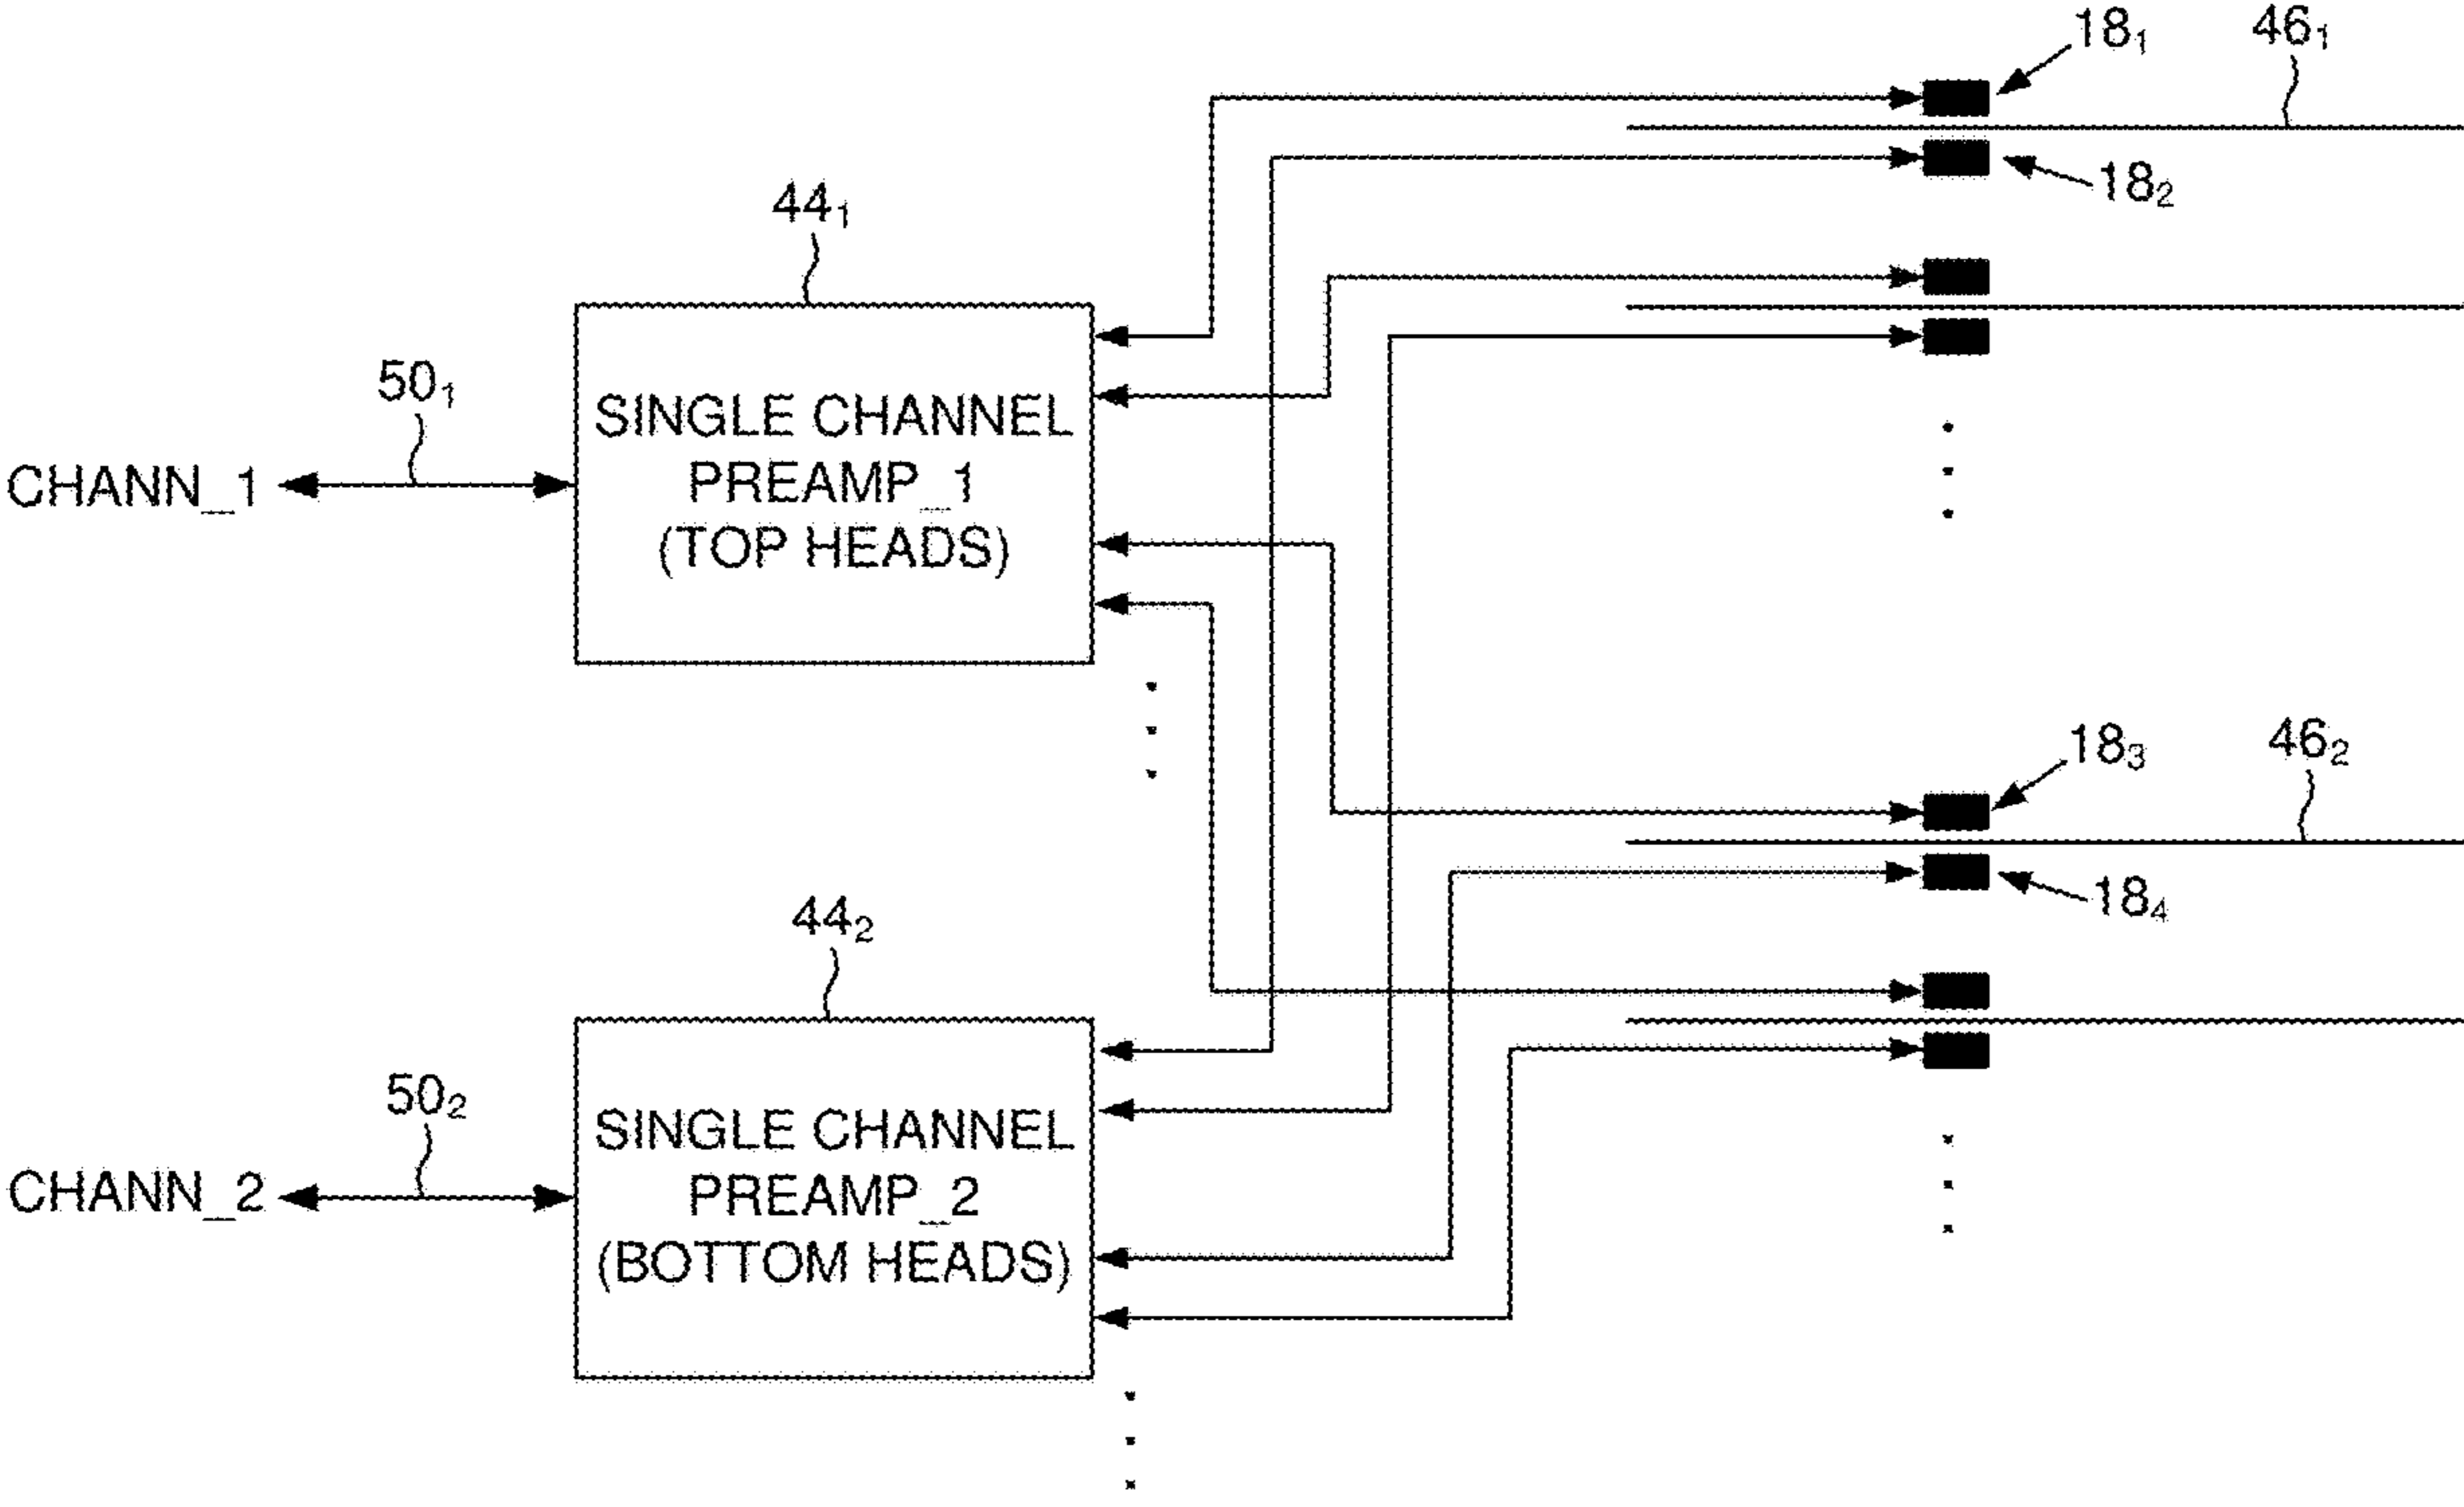 18₁
46₁
18₂
44₁
50₁
SINGLE CHANNEL
PREAMP_1
(TOP HEADS)
CHANN_1
18₃
46₂
18₄
44₂
50₂
SINGLE CHANNEL
PREAMP_2
(BOTTOM HEADS)
CHANN_2